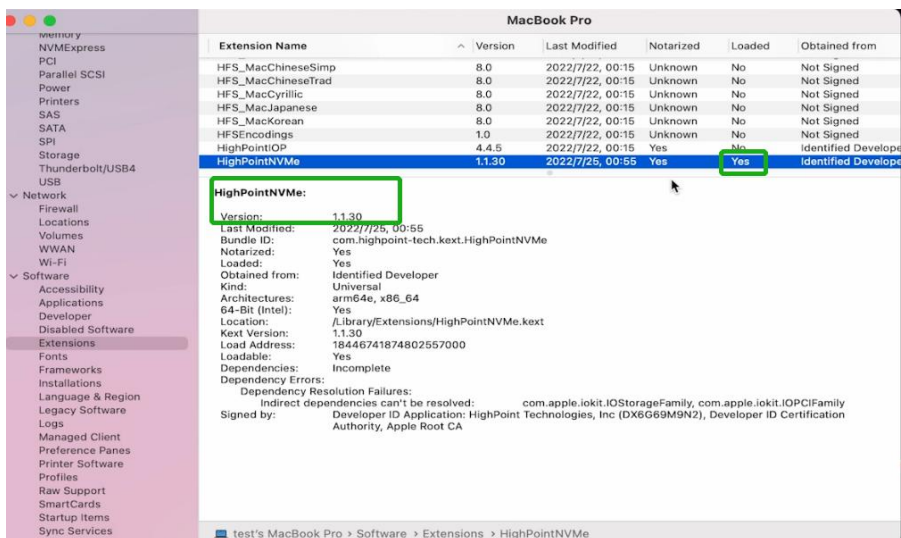 MacBook Pro
Memory
NVMExpress
PCI
Parallel SCSI
Power
Printers
SAS
SATA
SPI
Storage
Thunderbolt/USB4
USB
Network
Firewall
Locations
Volumes
WWAN
Wi-Fi
Software
Accessibility
Applications
Developer
Disabled Software
Extensions
Fonts
Frameworks
Installations
Language & Region
Legacy Software
Logs
Managed Client
Preference Panes
Printer Software
Profiles
Raw Support
SmartCards
Startup Items
Sync Services
Extension Name Version Last Modified Notarized Loaded Obtained from
HFS_MacChineseSimp 8.0 2022/7/22, 00:15 Unknown No Not Signed
HFS_MacChineseTrad 8.0 2022/7/22, 00:15 Unknown No Not Signed
HFS_MacCyrillic 8.0 2022/7/22, 00:15 Unknown No Not Signed
HFS_MacJapanese 8.0 2022/7/22, 00:15 Unknown No Not Signed
HFS_MacKorean 8.0 2022/7/22, 00:15 Unknown No Not Signed
HFSEncodings 1.0 2022/7/22, 00:15 Unknown No Not Signed
HighPointIOP 4.4.5 2022/7/22, 00:15 Yes No Identified Develope
HighPointNVMe 1.1.30 2022/7/25, 00:55 Yes Yes Identified Develope
HighPointNVMe:
Version: 1.1.30
Last Modified: 2022/7/25, 00:55
Bundle ID: com.highpoint-tech.kext.HighPointNVMe
Notarized: Yes
Loaded: Yes
Obtained from: Identified Developer
Kind: Universal
Architectures: arm64e, x86_64
64-Bit (Intel): Yes
Location: /Library/Extensions/HighPointNVMe.kext
Kext Version: 1.1.30
Load Address: 18446741874802557000
Loadable: Yes
Dependencies: Incomplete
Dependency Errors:
Dependency Resolution Failures:
Indirect dependencies can't be resolved: com.apple.iokit.IOStorageFamily, com.apple.iokit.IOPCIFamily
Signed by: Developer ID Application: HighPoint Technologies, Inc (DX6G69M9N2), Developer ID Certification
Authority, Apple Root CA
test's MacBook Pro › Software › Extensions › HighPointNVMe